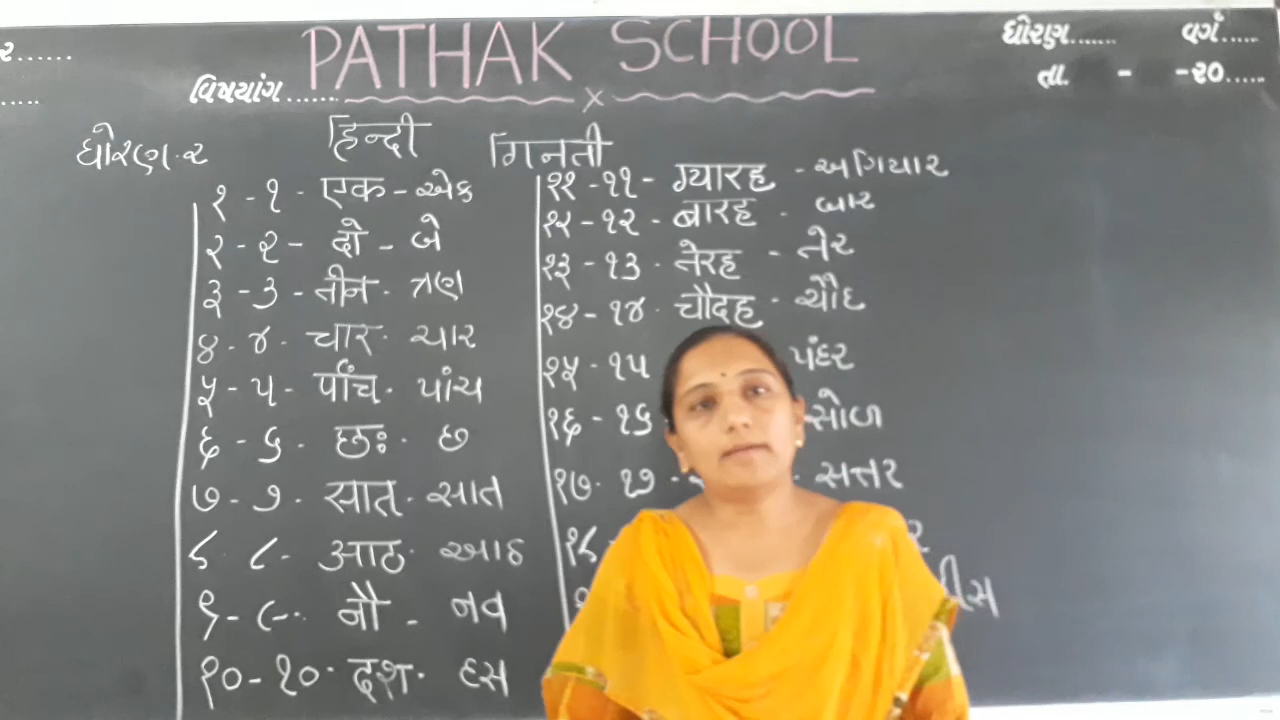 ર......
PATHAK SCHOOL
ધોરણ....... વર્ગ.....
વિષયાંગ.......
તા. - -૨૦.....
ધોરણ.૨ हिन्दी गिनती
१ - ૧ - एक - એક
२ - ૨ - दो - બે
३ - ૩ - तीन - ત્રણ
४ - ૪ - चार - ચાર
५ - ૫ - पाँच - પાંચ
६ - ૬ - छः - છ
७ - ૭ - सात - સાત
८ - ૮ - आठ - આઠ
९ - ૯ - नौ - નવ
१० - ૧૦ - दश - દસ
११ - ૧૧ - ग्यारह - અગિયાર
१२ - ૧૨ - बारह - બાર
१३ - ૧૩ - तेरह - તેર
१४ - ૧૪ - चौदह - ચૌદ
१५ - ૧૫ પંદર
१६ - ૧૬ - સોળ
१७ - ૧૭ - સત્તર
१८ -